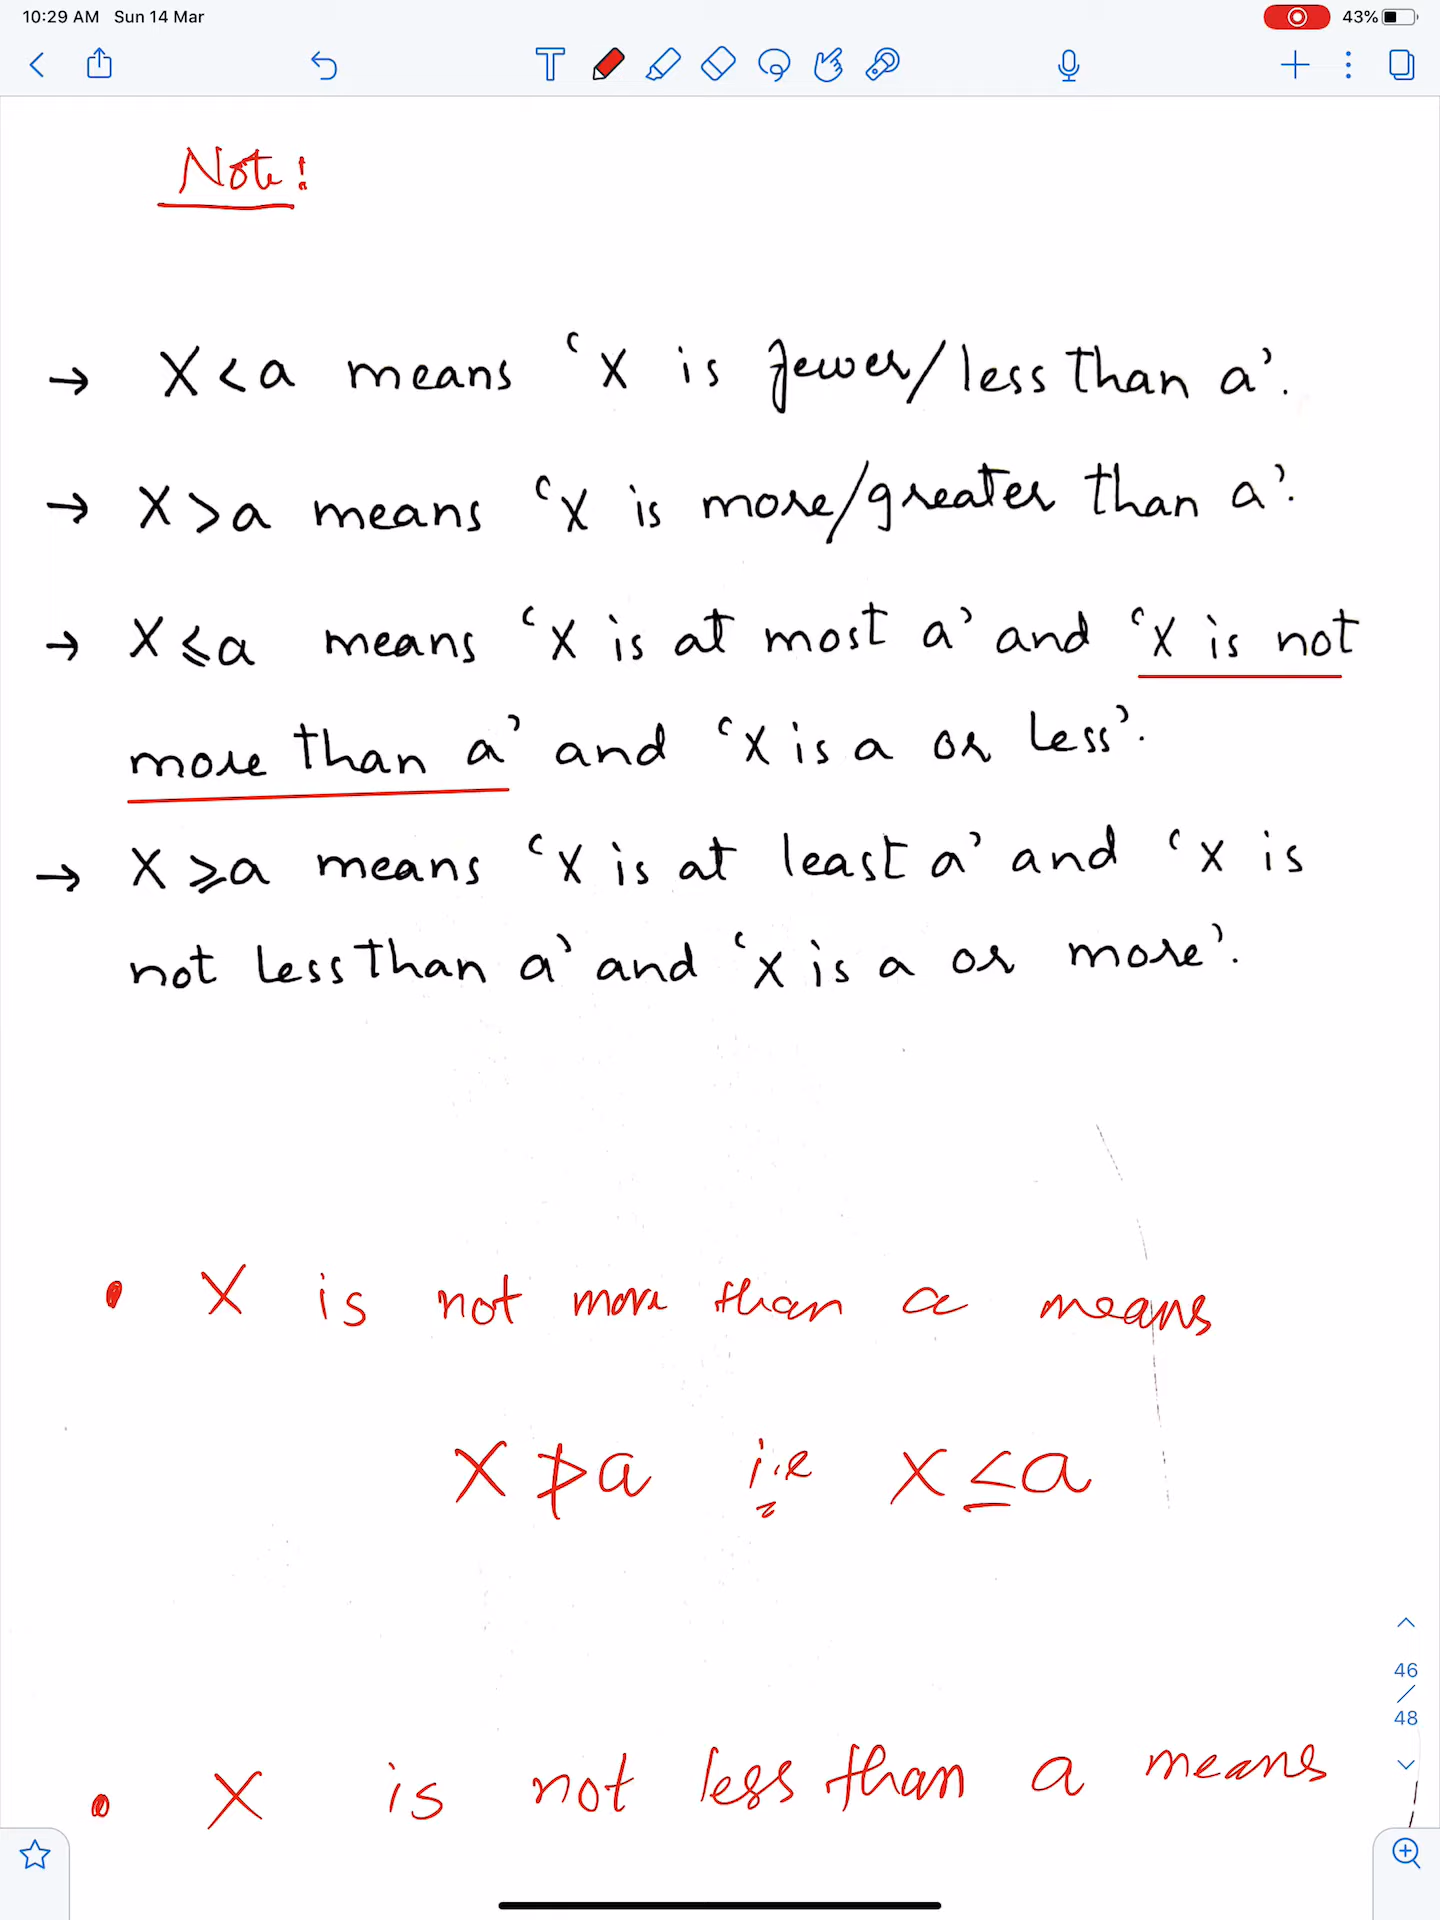 10:29 AM Sun 14 Mar 43%
Note!
→ X<a means 'X is fewer/less than a'.
→ X>a means 'X is more/greater than a'.
→ X⩽a means 'X is at most a' and 'X is not
more than a' and 'X is a or less'.
→ X⩾a means 'X is at least a' and 'X is
not less than a' and 'X is a or more'.
• X is not more than a means
X ≯ a i.e X ≤ a
46
/
48
• X is not less than a means